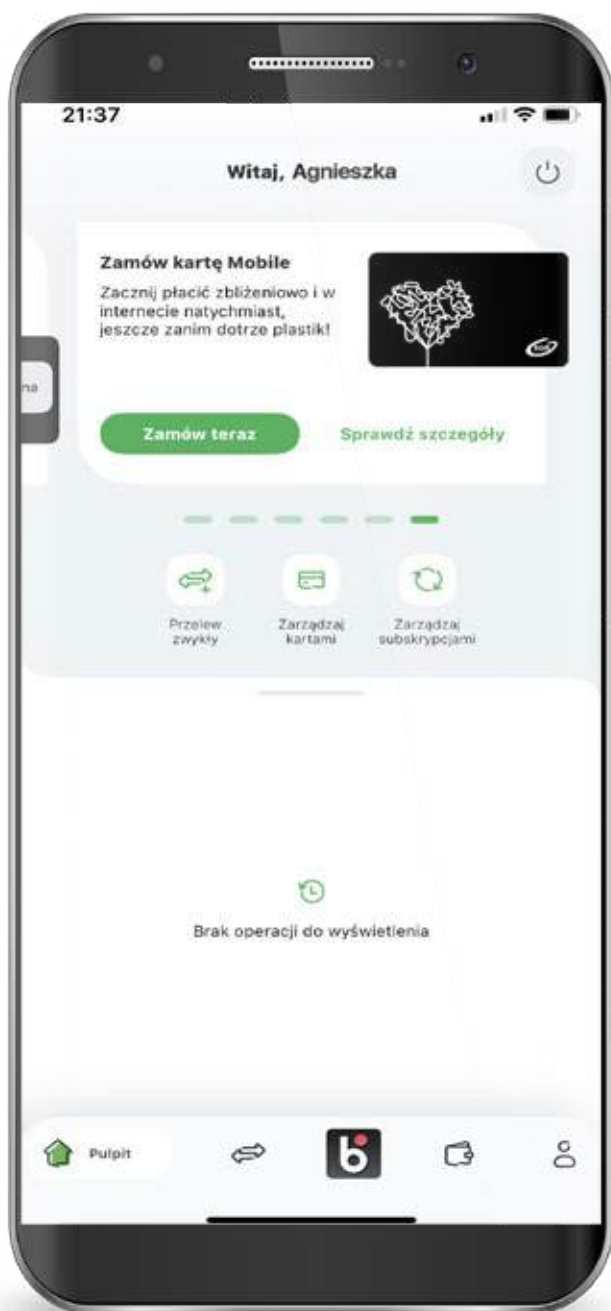 21:37
Witaj, Agnieszka
Zamów kartę Mobile
Zacznij płacić zbliżeniowo i w
internecie natychmiast,
jeszcze zanim dotrze plastik!
na
Zamów teraz
Sprawdź szczegóły
Przelew
zwykły
Zarządzaj
kartami
Zarządzaj
subskrypcjami
Brak operacji do wyświetlenia
Pulpit
b